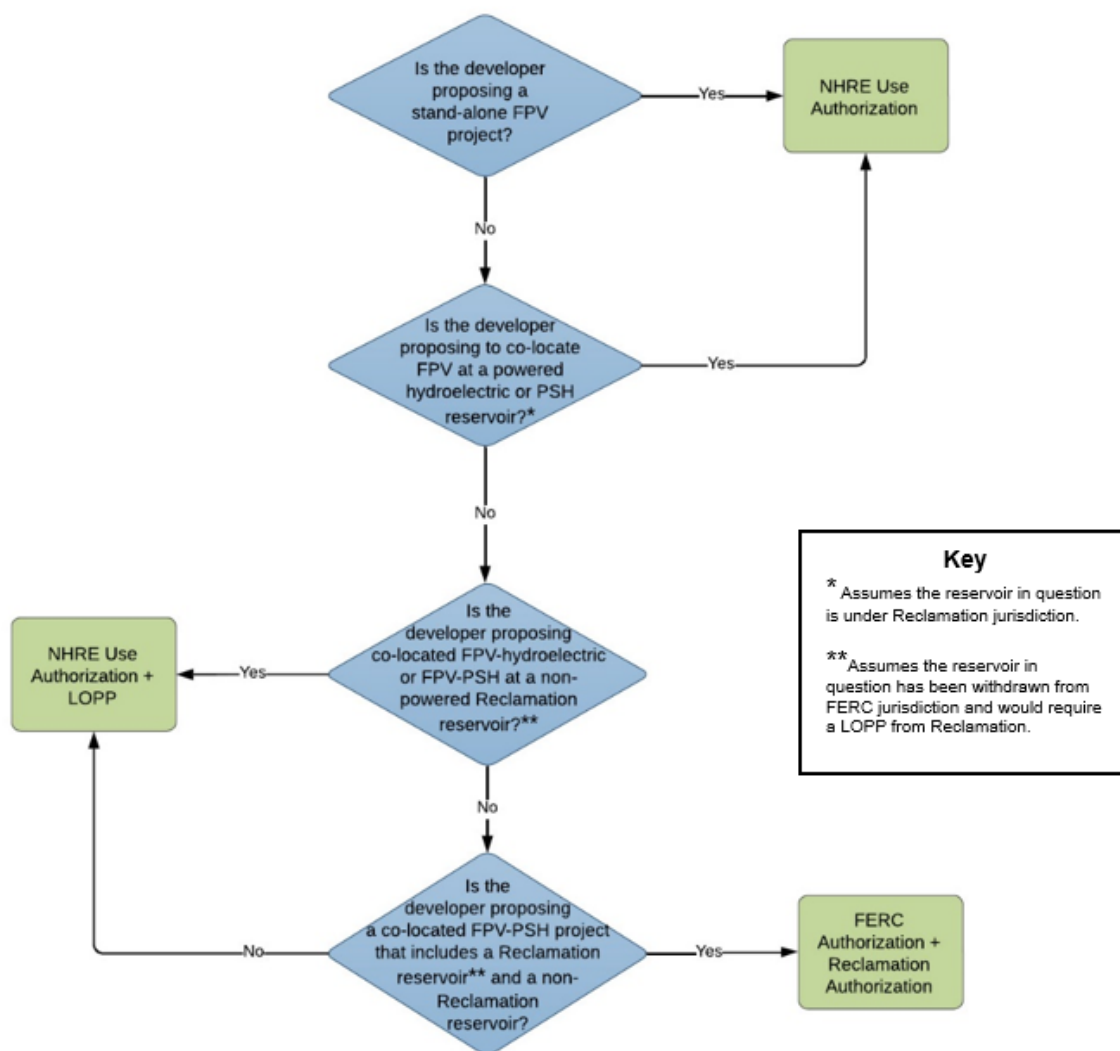 Is the developer
proposing a
stand-alone FPV
project?
Yes
NHRE Use
Authorization
No
Is the developer
proposing to co-locate
FPV at a powered
hydroelectric or PSH
reservoir?*
Yes
No
Key
* Assumes the reservoir in question
is under Reclamation jurisdiction.
**Assumes the reservoir in
question has been withdrawn from
FERC jurisdiction and would require
a LOPP from Reclamation.
Is the
developer proposing
co-located FPV-hydroelectric
or FPV-PSH at a non-
powered Reclamation
reservoir?**
Yes
NHRE Use
Authorization +
LOPP
No
Is the
developer proposing
a co-located FPV-PSH project
that includes a Reclamation
reservoir** and a non-
Reclamation
reservoir?
No
Yes
FERC
Authorization +
Reclamation
Authorization